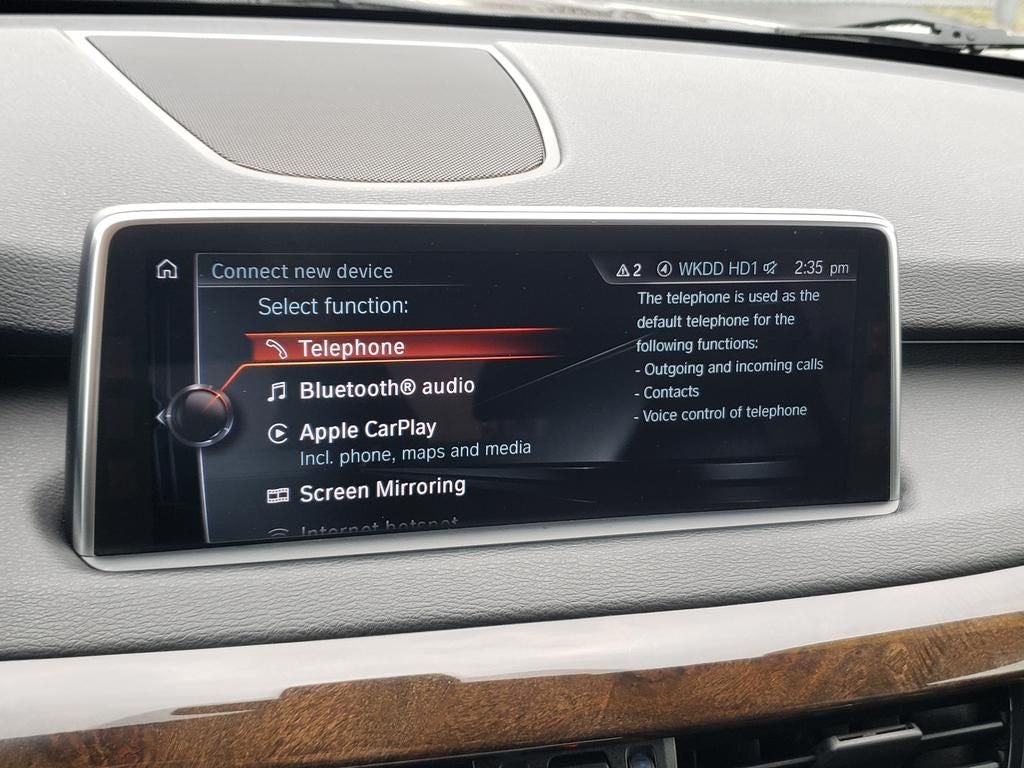 Connect new device
2 WKDD HD1 2:35 pm
Select function:
Telephone
Bluetooth® audio
Apple CarPlay
Incl. phone, maps and media
Screen Mirroring
Internet hotspot
The telephone is used as the
default telephone for the
following functions:
- Outgoing and incoming calls
- Contacts
- Voice control of telephone